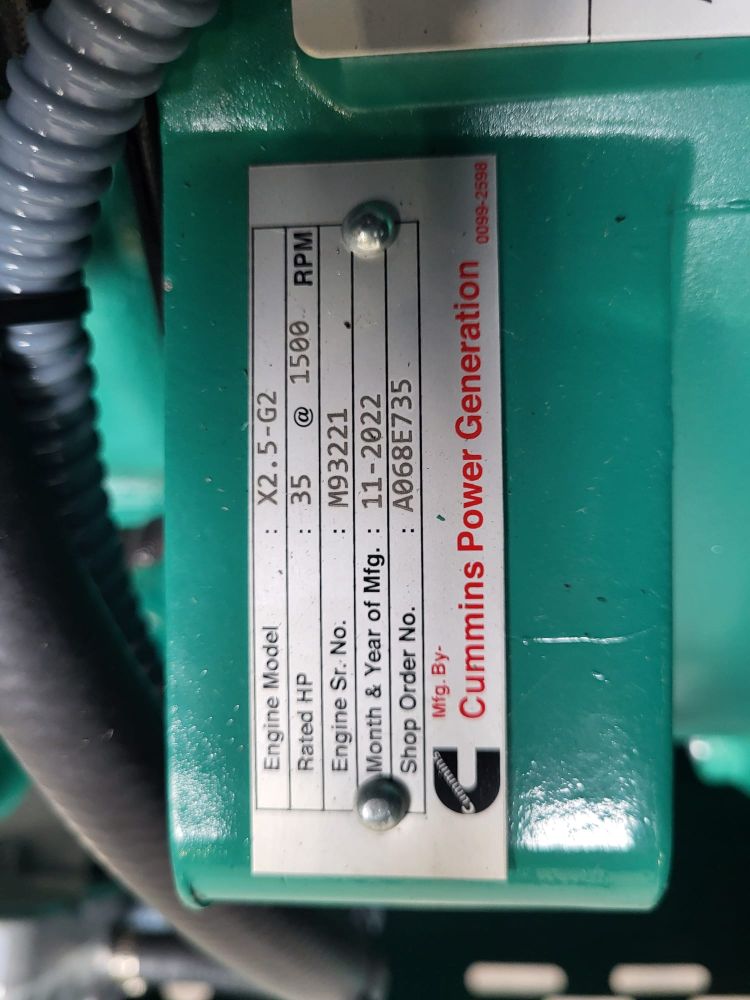 Engine Model : X2.5-G2
Rated HP : 35 @ 1500 RPM
Engine Sr. No. : M93221
Month & Year of Mfg. : 11-2022
Shop Order No. : A068E735
Mfg. By-
Cummins Power Generation
0099-2598
Cummins